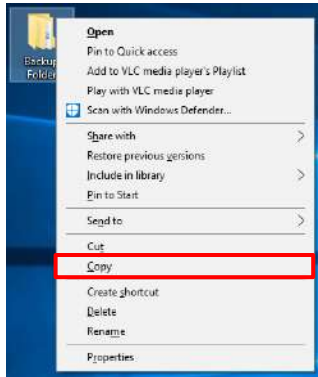 Backup
Folder
Open
Pin to Quick access
Add to VLC media player's Playlist
Play with VLC media player
Scan with Windows Defender...
Share with
Restore previous versions
Include in library
Pin to Start
Send to
Cut
Copy
Create shortcut
Delete
Rename
Properties